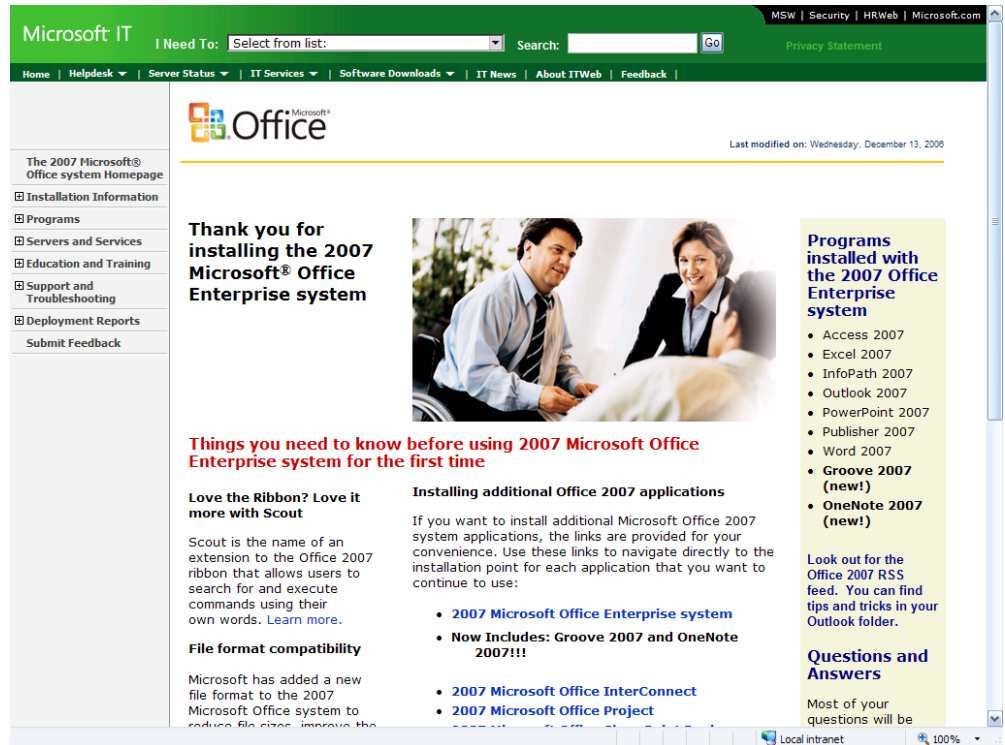 MSW | Security | HRWeb | Microsoft.com
Microsoft IT
I Need To: Select from list:
Search: Go
Privacy Statement
Home | Helpdesk | Server Status | IT Services | Software Downloads | IT News | About ITWeb | Feedback |
Microsoft®
Office
Last modified on: Wednesday, December 13, 2006
The 2007 Microsoft®
Office system Homepage
Installation Information
Programs
Servers and Services
Education and Training
Support and
Troubleshooting
Deployment Reports
Submit Feedback
Thank you for
installing the 2007
Microsoft® Office
Enterprise system
Things you need to know before using 2007 Microsoft Office
Enterprise system for the first time
Love the Ribbon? Love it
more with Scout
Scout is the name of an
extension to the Office 2007
ribbon that allows users to
search for and execute
commands using their
own words. Learn more.
File format compatibility
Microsoft has added a new
file format to the 2007
Microsoft Office system to
reduce file sizes, improve the
Installing additional Office 2007 applications
If you want to install additional Microsoft Office 2007
system applications, the links are provided for your
convenience. Use these links to navigate directly to the
installation point for each application that you want to
continue to use:
• 2007 Microsoft Office Enterprise system
• Now Includes: Groove 2007 and OneNote
2007!!!
• 2007 Microsoft Office InterConnect
• 2007 Microsoft Office Project
Programs
installed with
the 2007 Office
Enterprise
system
• Access 2007
• Excel 2007
• InfoPath 2007
• Outlook 2007
• PowerPoint 2007
• Publisher 2007
• Word 2007
• Groove 2007
(new!)
• OneNote 2007
(new!)
Look out for the
Office 2007 RSS
feed. You can find
tips and tricks in your
Outlook folder.
Questions and
Answers
Most of your
questions will be
Local intranet
100%